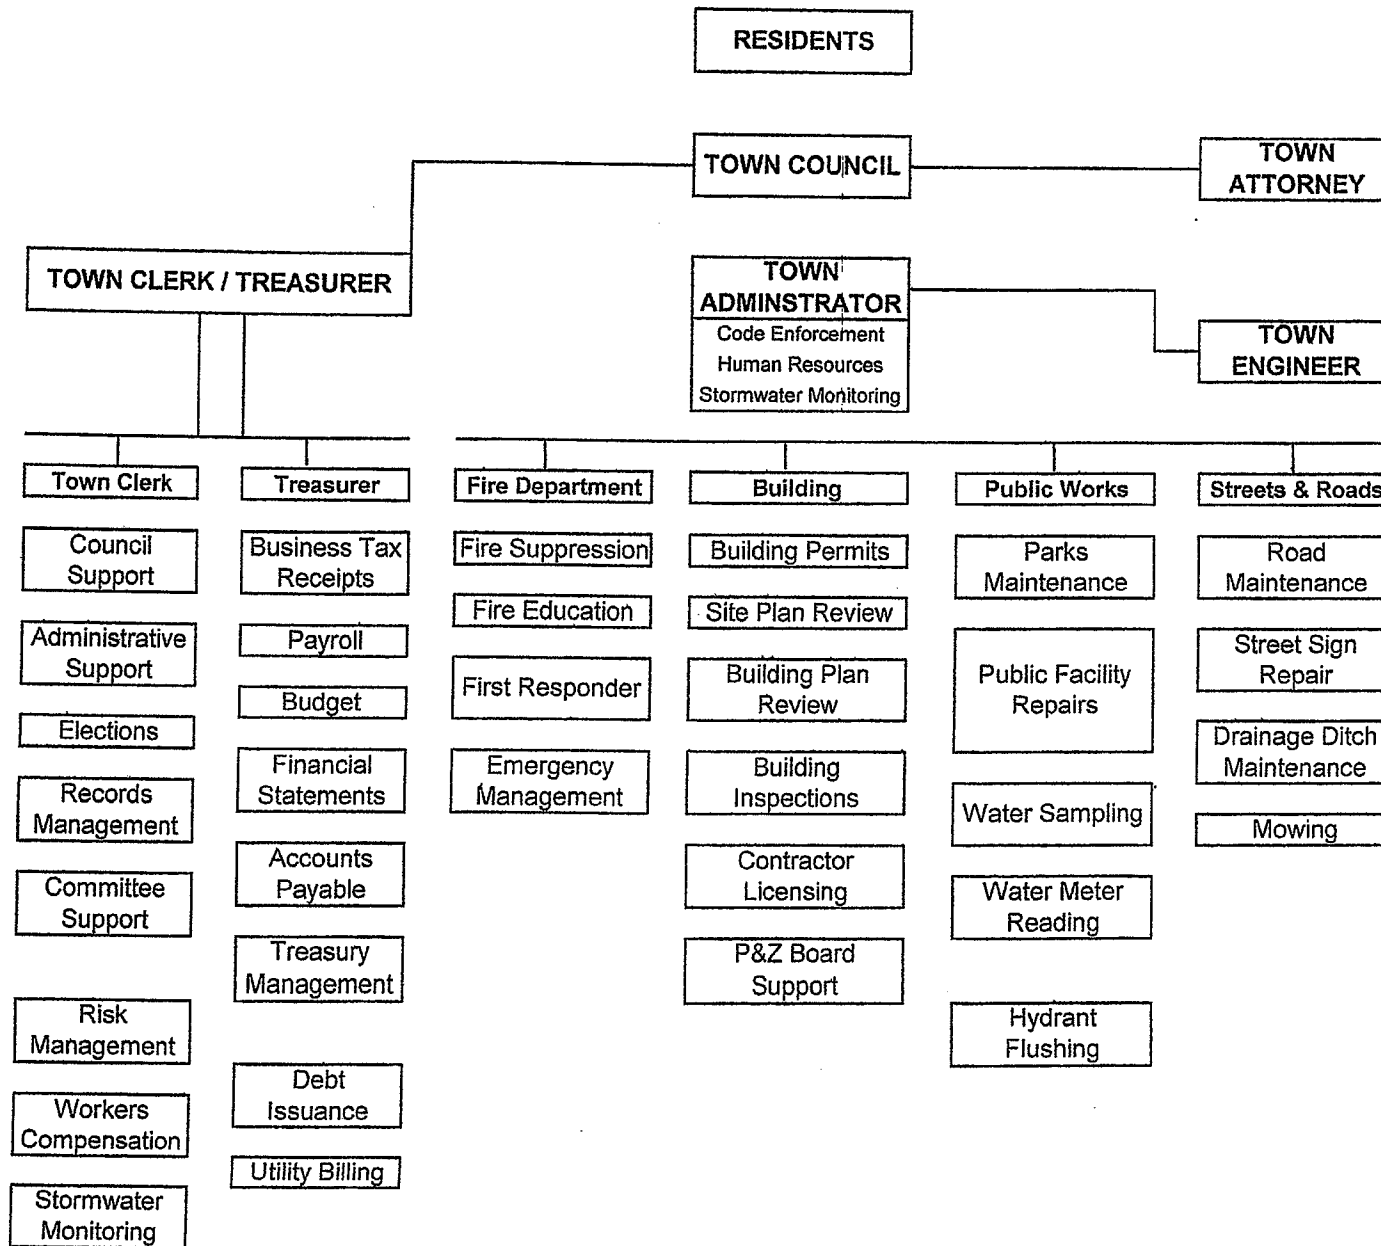 RESIDENTS
TOWN COUNCIL
TOWN
ATTORNEY
TOWN CLERK / TREASURER
TOWN
ADMINSTRATOR
Code Enforcement
Human Resources
Stormwater Monitoring
TOWN
ENGINEER
Town Clerk
Council
Support
Administrative
Support
Elections
Records
Management
Committee
Support
Risk
Management
Workers
Compensation
Stormwater
Monitoring
Treasurer
Business Tax
Receipts
Payroll
Budget
Financial
Statements
Accounts
Payable
Treasury
Management
Debt
Issuance
Utility Billing
Fire Department
Fire Suppression
Fire Education
First Responder
Emergency
Management
Building
Building Permits
Site Plan Review
Building Plan
Review
Building
Inspections
Contractor
Licensing
P&Z Board
Support
Public Works
Parks
Maintenance
Public Facility
Repairs
Water Sampling
Water Meter
Reading
Hydrant
Flushing
Streets & Roads
Road
Maintenance
Street Sign
Repair
Drainage Ditch
Maintenance
Mowing